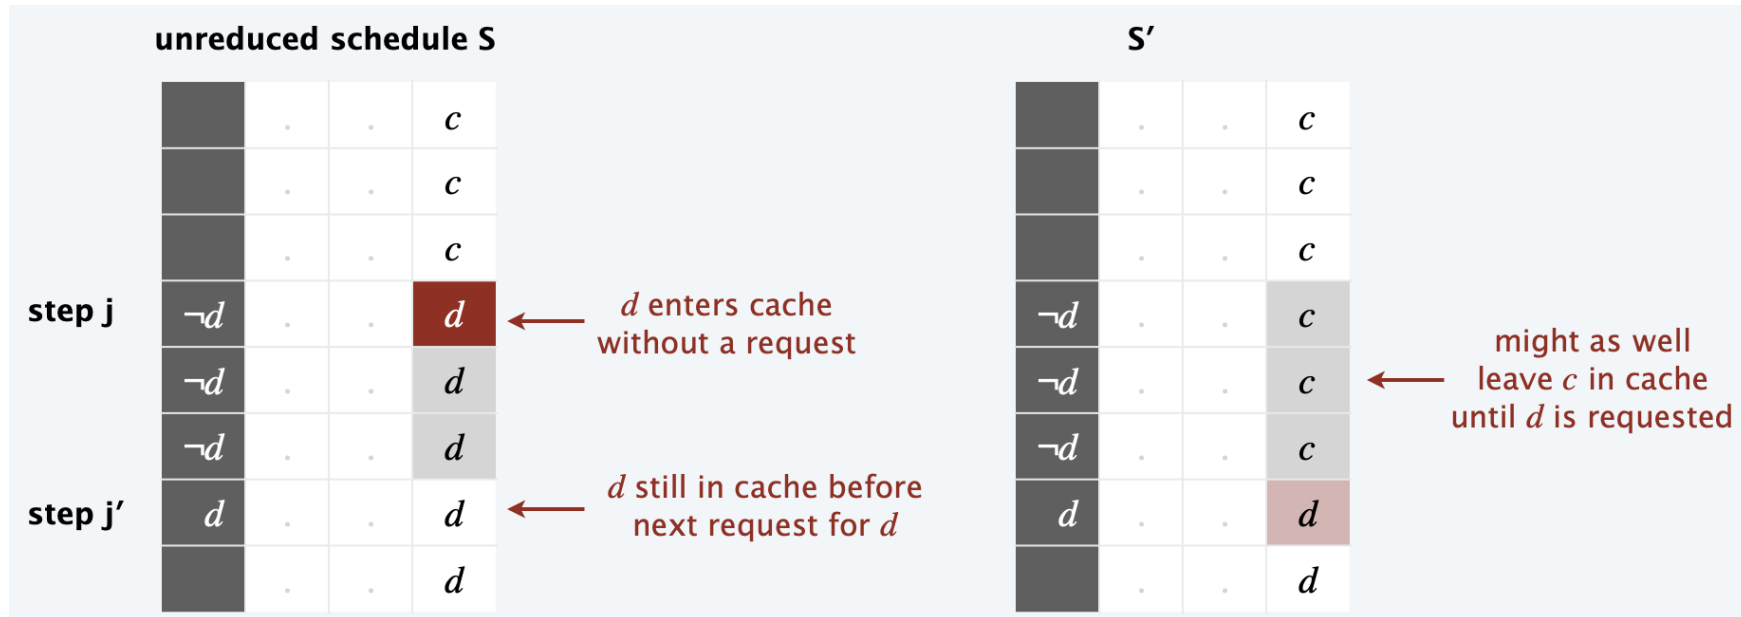 unreduced schedule S
S′
. . c
. . c
. . c
. . c
. . c
. . c
step j
¬d . . d
d enters cache
without a request
¬d . . c
¬d . . d
¬d . . c
might as well
leave c in cache
until d is requested
¬d . . d
¬d . . c
step j’
d . . d
d still in cache before
next request for d
d . . d
. . d
. . d